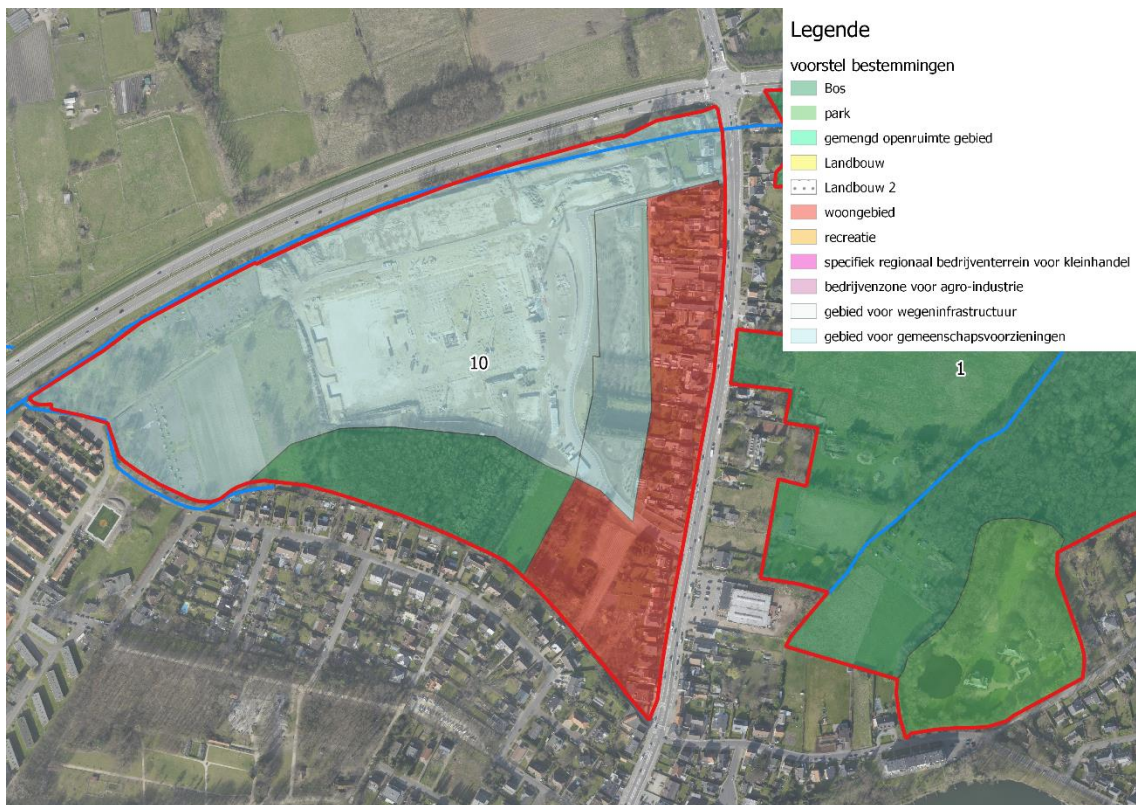 Legende
voorstel bestemmingen
Bos
park
gemengd openruimte gebied
Landbouw
Landbouw 2
woongebied
recreatie
specifiek regionaal bedrijventerrein voor kleinhandel
bedrijvenzone voor agro-industrie
gebied voor wegeninfrastructuur
gebied voor gemeenschapsvoorzieningen
10
1